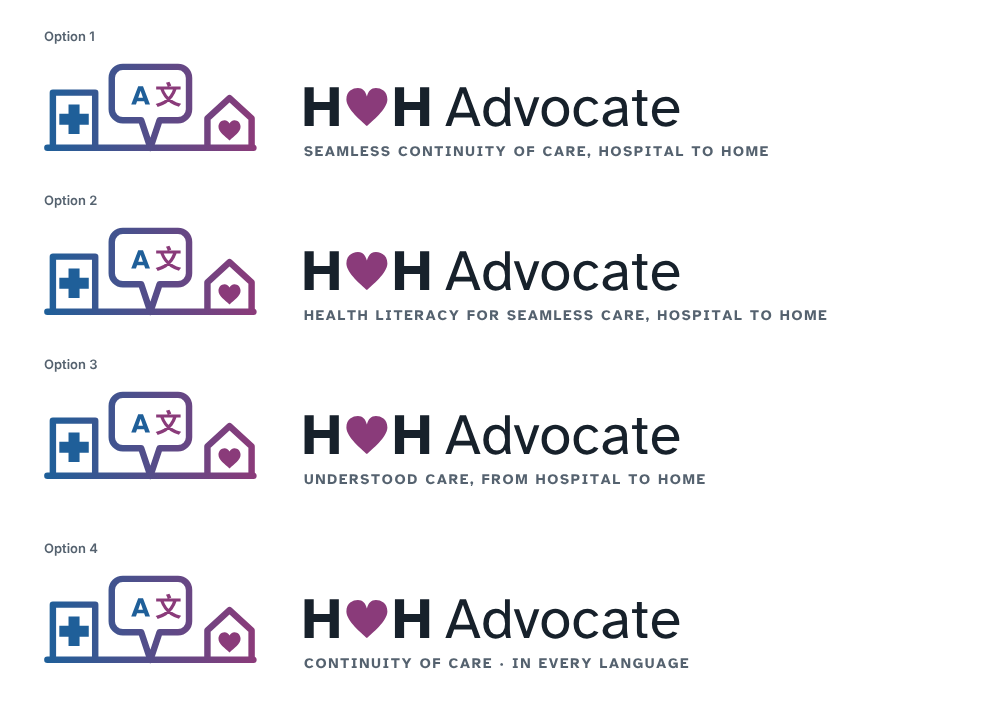 Option 1
A 文
H♥H Advocate
SEAMLESS CONTINUITY OF CARE, HOSPITAL TO HOME
Option 2
A 文
H♥H Advocate
HEALTH LITERACY FOR SEAMLESS CARE, HOSPITAL TO HOME
Option 3
A 文
H♥H Advocate
UNDERSTOOD CARE, FROM HOSPITAL TO HOME
Option 4
A 文
H♥H Advocate
CONTINUITY OF CARE · IN EVERY LANGUAGE